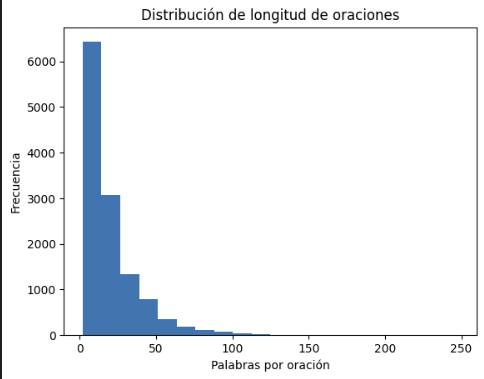 Distribución de longitud de oraciones
6000
5000
4000
3000
2000
1000
0
Frecuencia
0 50 100 150 200 250
Palabras por oración